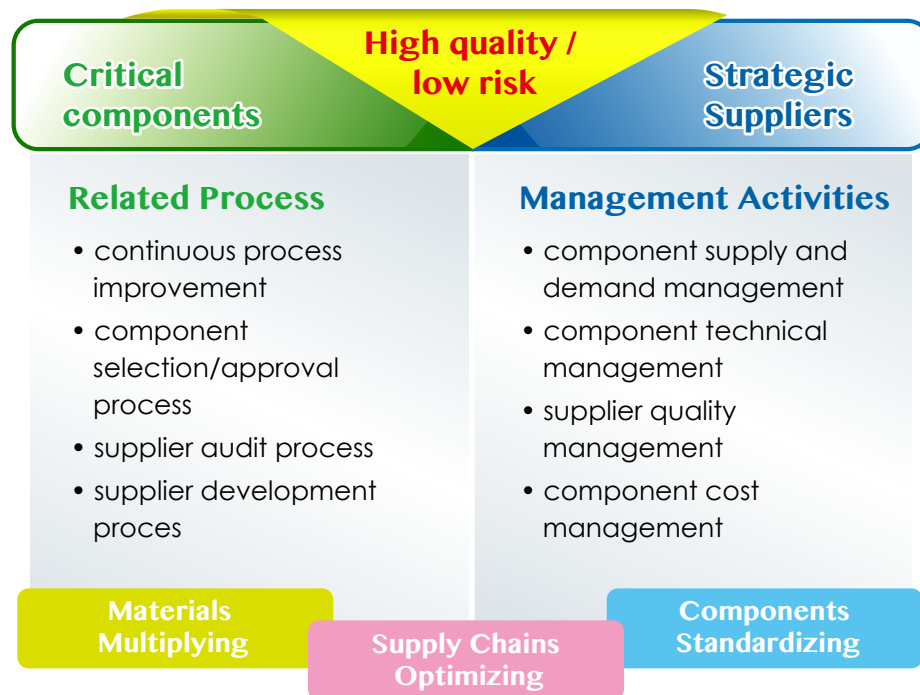 High quality /
low risk
Critical
components
Strategic
Suppliers
Related Process
• continuous process
improvement
• component
selection/approval
process
• supplier audit process
• supplier development
proces
Management Activities
• component supply and
demand management
• component technical
management
• supplier quality
management
• component cost
management
Materials
Multiplying
Supply Chains
Optimizing
Components
Standardizing